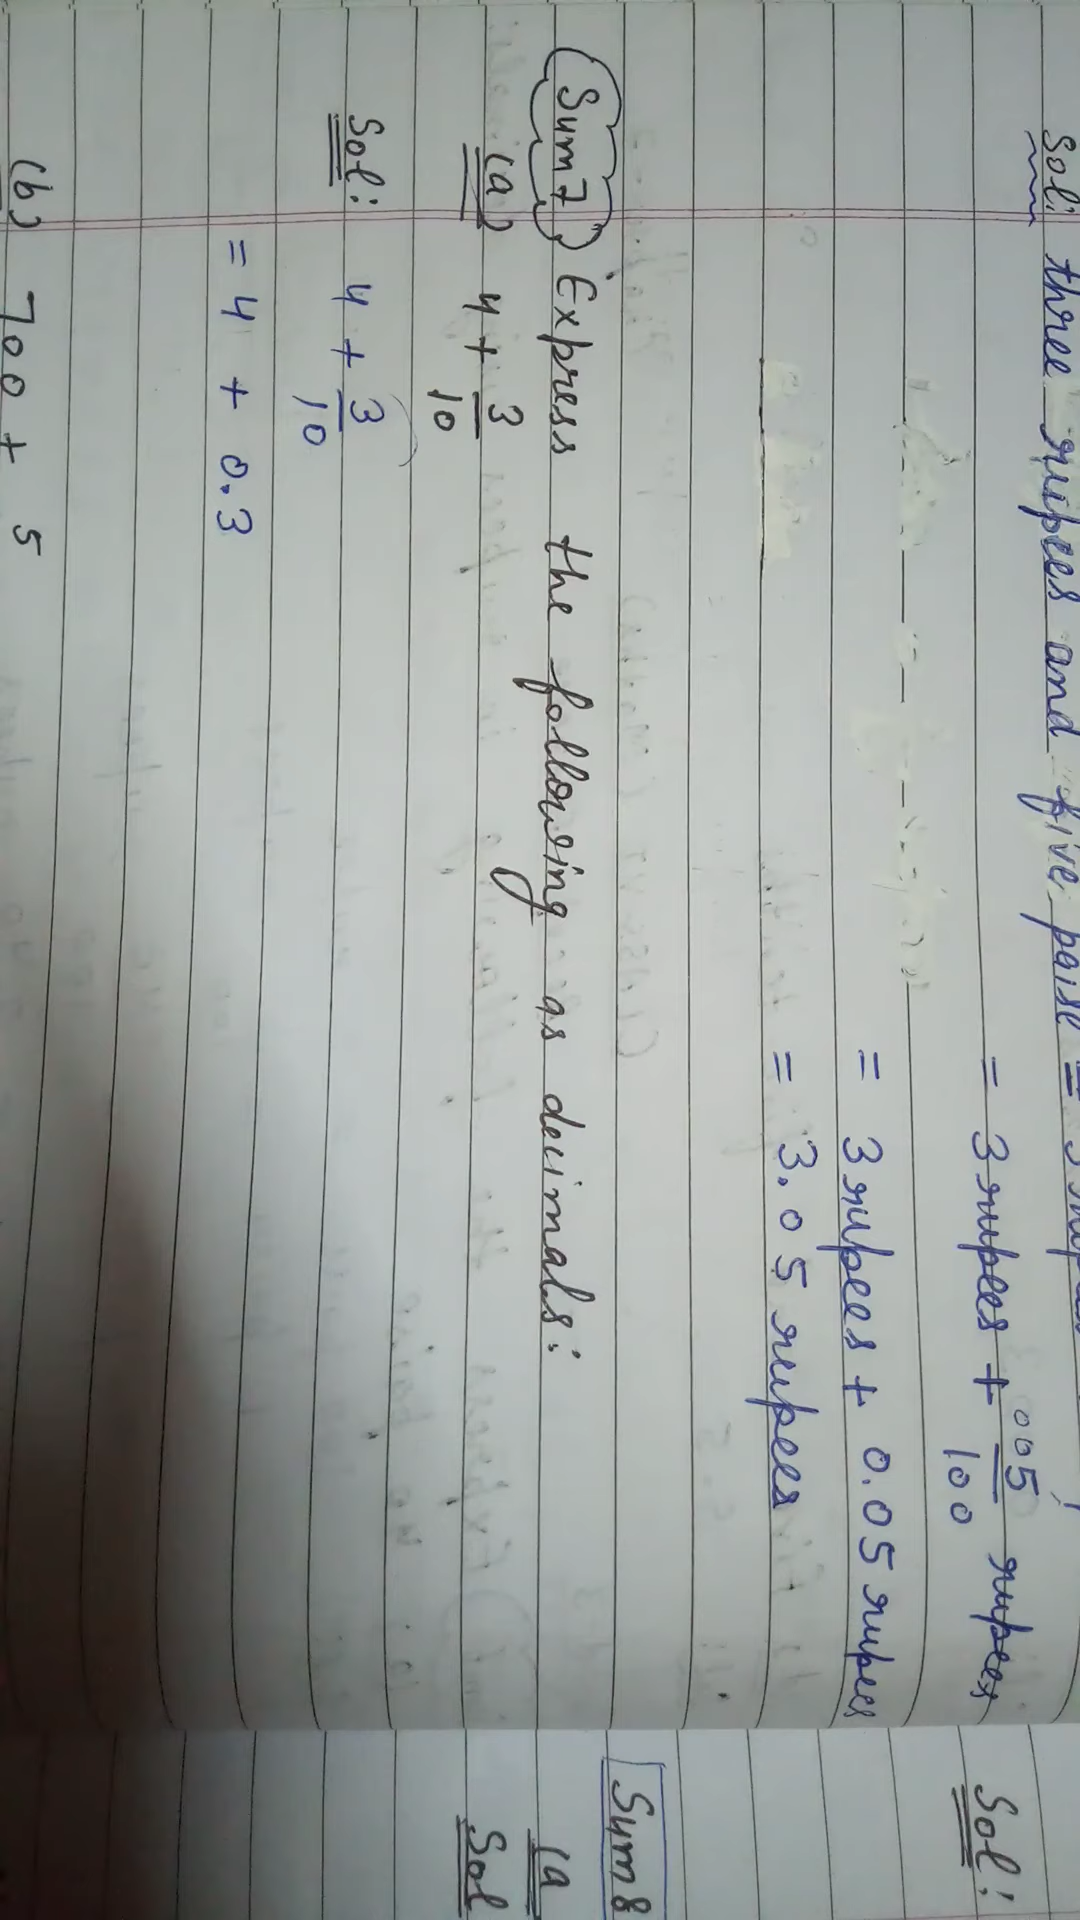 Sol: three rupees and five paise =
= 3 rupees + 005/100 rupees
= 3 rupees + 0.05 rupees
= 3.05 rupees
Sum 7 Express the following as decimals:
(a) 4 + 3/10
Sol: 4 + 3/10
= 4 + 0.3
(b) 700 + 5
Sol:
Sum 8
(a
Sol